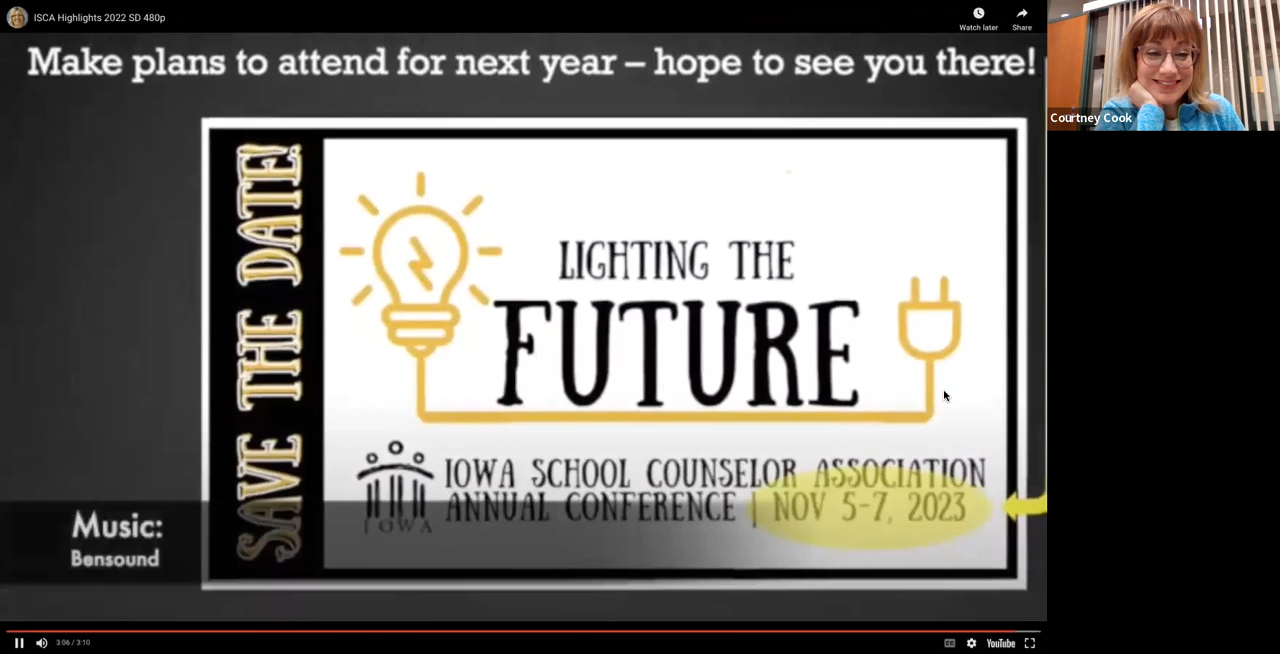 ISCA Highlights 2022 SD 480p
Watch later
Share
Make plans to attend for next year – hope to see you there!
Courtney Cook
SAVE THE DATE!
LIGHTING THE
FUTURE
IOWA SCHOOL COUNSELOR ASSOCIATION
ANNUAL CONFERENCE | NOV 5-7, 2023
IOWA
Music:
Bensound
3:06 / 3:10
CC
YouTube